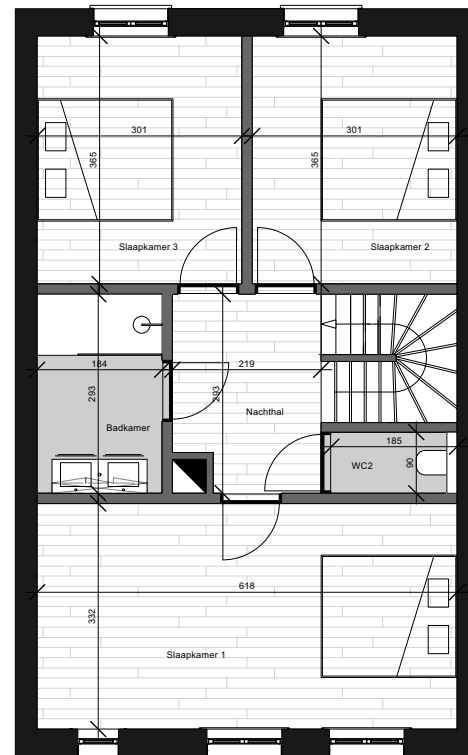 301
301
365
365
Slaapkamer 3
Slaapkamer 2
184
219
293
293
Nachthal
Badkamer
185
WC2
90
618
332
Slaapkamer 1